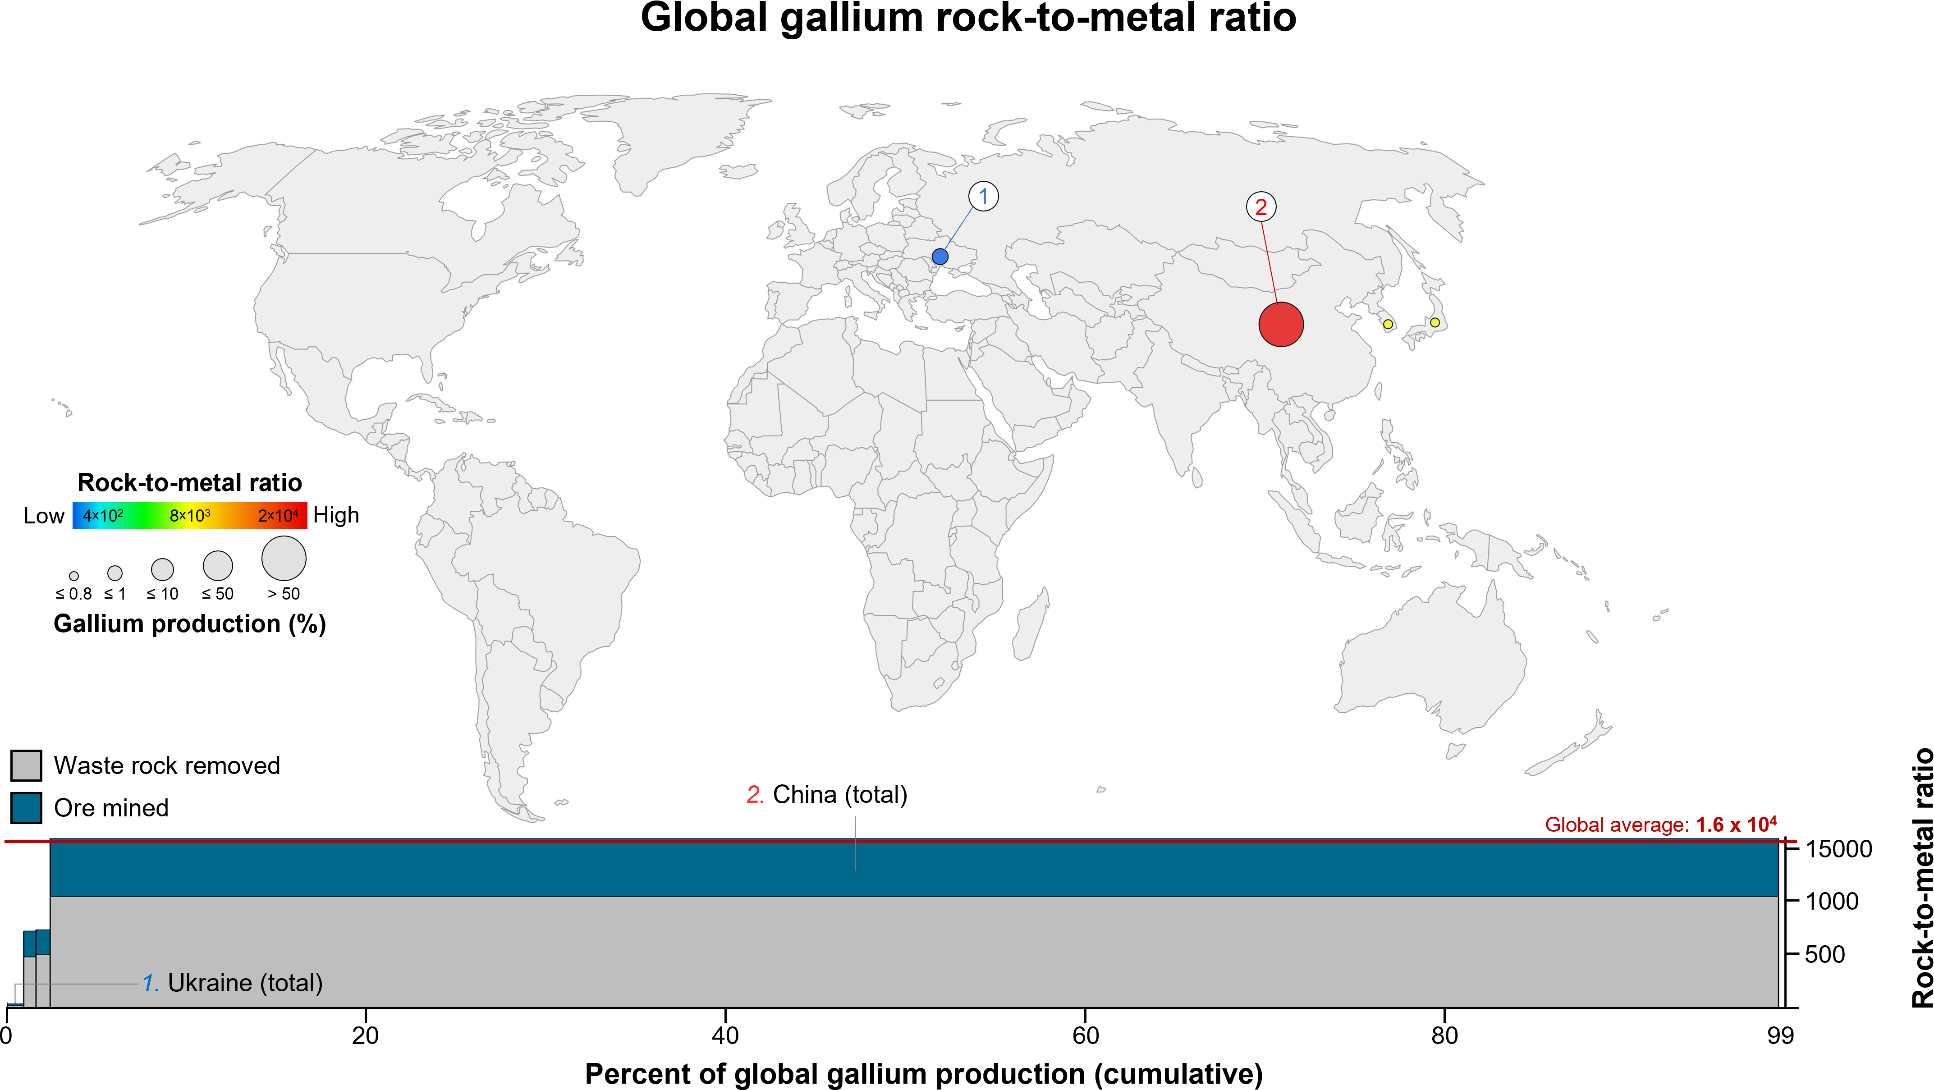 Global gallium rock-to-metal ratio
1
2
Rock-to-metal ratio
Low 4×10² 8×10³ 2×10⁴ High
≤ 0.8 ≤ 1 ≤ 10 ≤ 50 > 50
Gallium production (%)
Waste rock removed
Ore mined
2. China (total)
Global average: 1.6 x 10⁴
1. Ukraine (total)
15000
1000
500
Rock-to-metal ratio
0 20 40 60 80 99
Percent of global gallium production (cumulative)